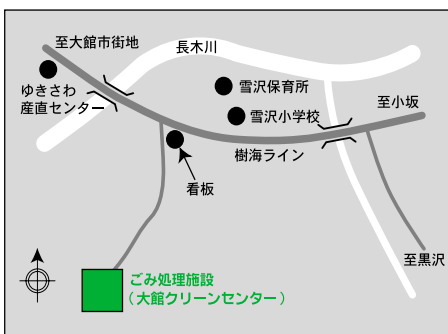 至大館市街地
長木川
ゆきさわ
産直センター
雪沢保育所
雪沢小学校
至小坂
樹海ライン
看板
至黒沢
ごみ処理施設
(大館クリーンセンター)